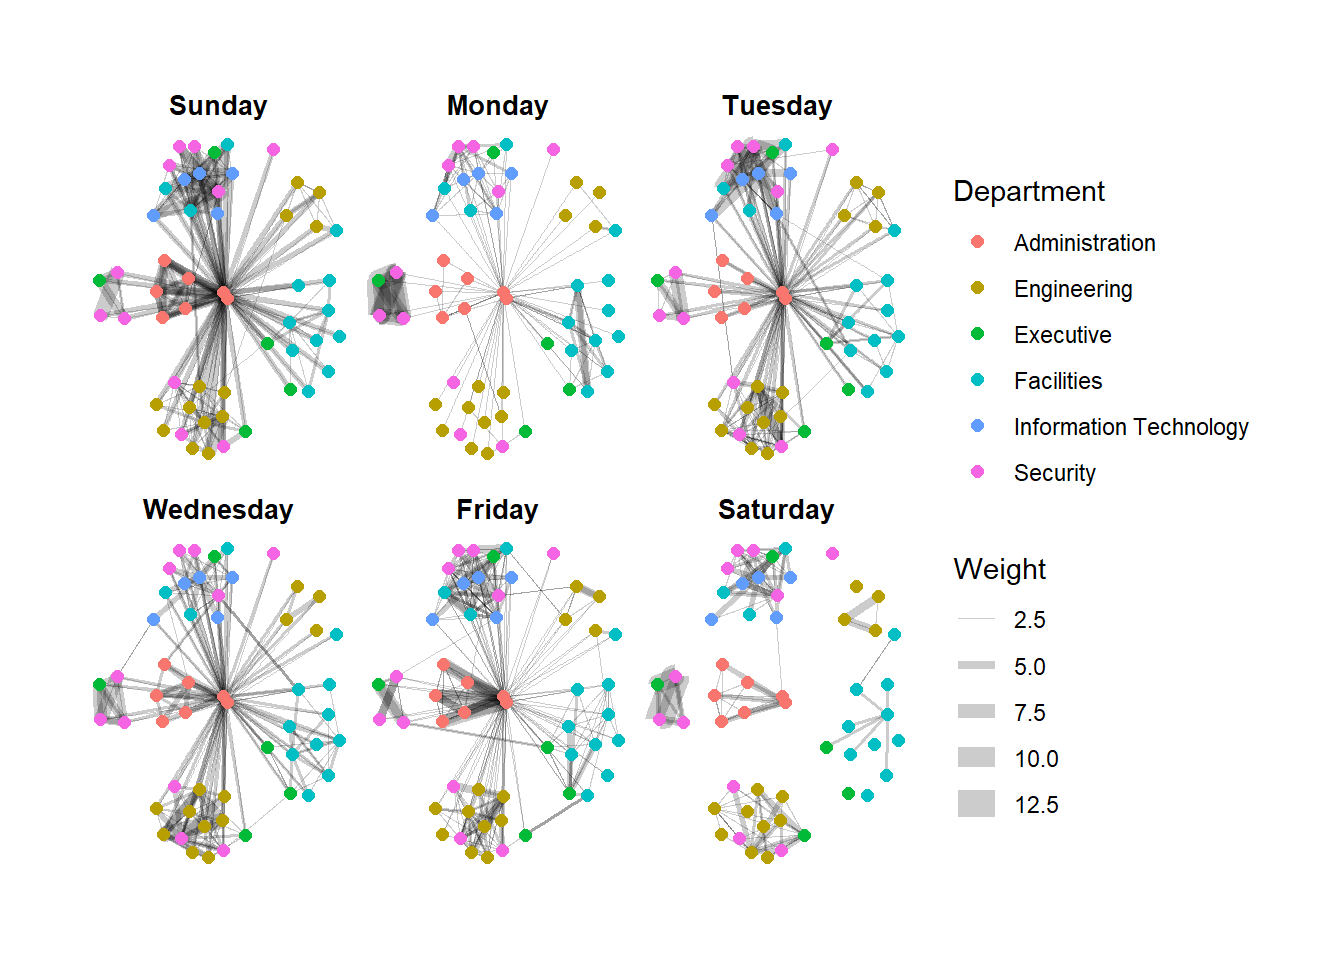 Sunday
Monday
Tuesday
Wednesday
Friday
Saturday
Department
Administration
Engineering
Executive
Facilities
Information Technology
Security
Weight
2.5
5.0
7.5
10.0
12.5